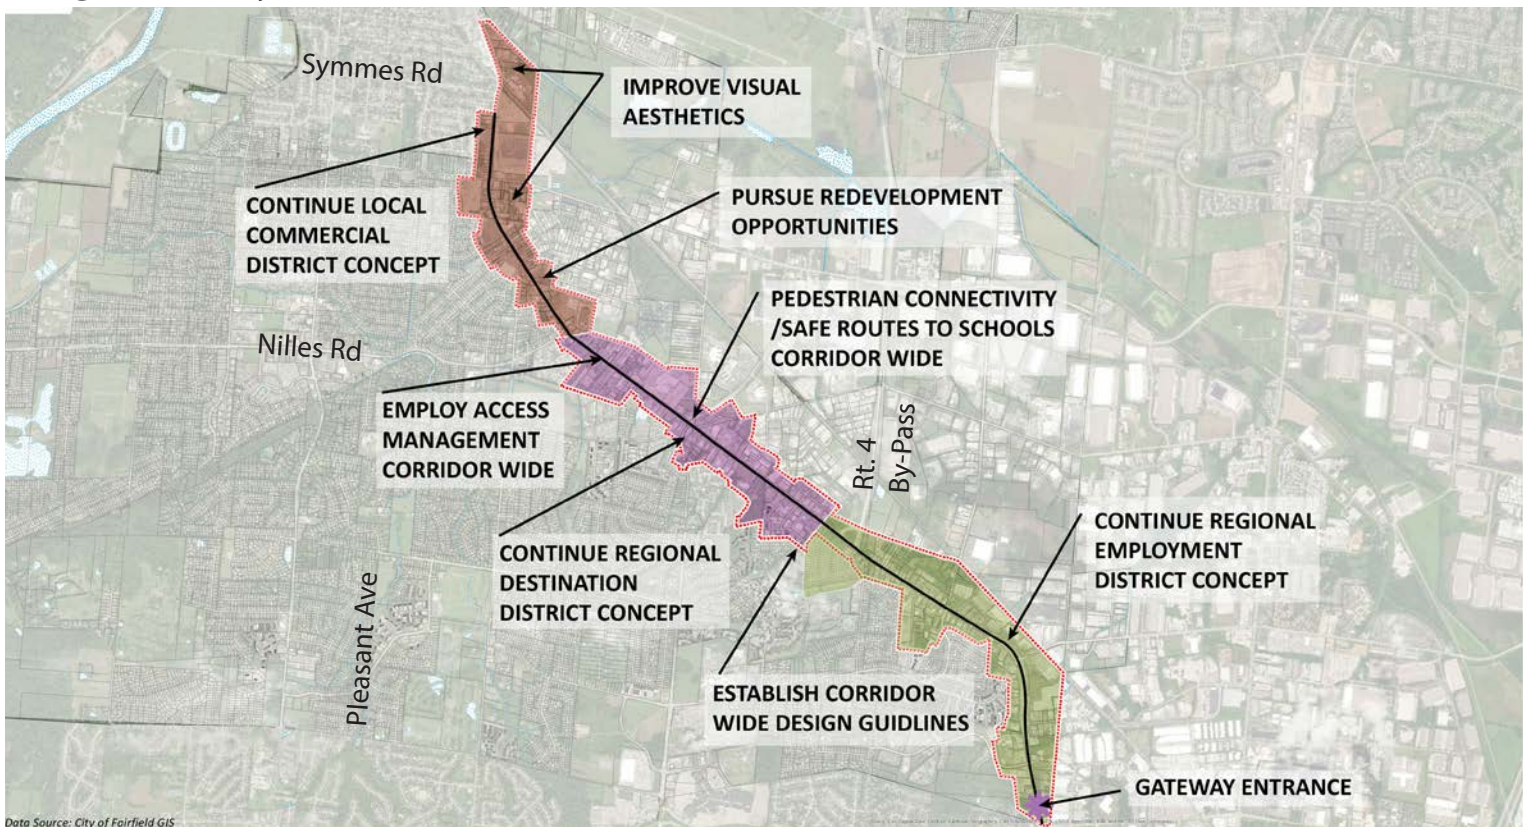 Symmes Rd
IMPROVE VISUAL
AESTHETICS
CONTINUE LOCAL
COMMERCIAL
DISTRICT CONCEPT
PURSUE REDEVELOPMENT
OPPORTUNITIES
PEDESTRIAN CONNECTIVITY
/SAFE ROUTES TO SCHOOLS
CORRIDOR WIDE
Nilles Rd
EMPLOY ACCESS
MANAGEMENT
CORRIDOR WIDE
Rt. 4
By-Pass
CONTINUE REGIONAL
DESTINATION
DISTRICT CONCEPT
CONTINUE REGIONAL
EMPLOYMENT
DISTRICT CONCEPT
Pleasant Ave
ESTABLISH CORRIDOR
WIDE DESIGN GUIDLINES
GATEWAY ENTRANCE
Data Source: City of Fairfield GIS